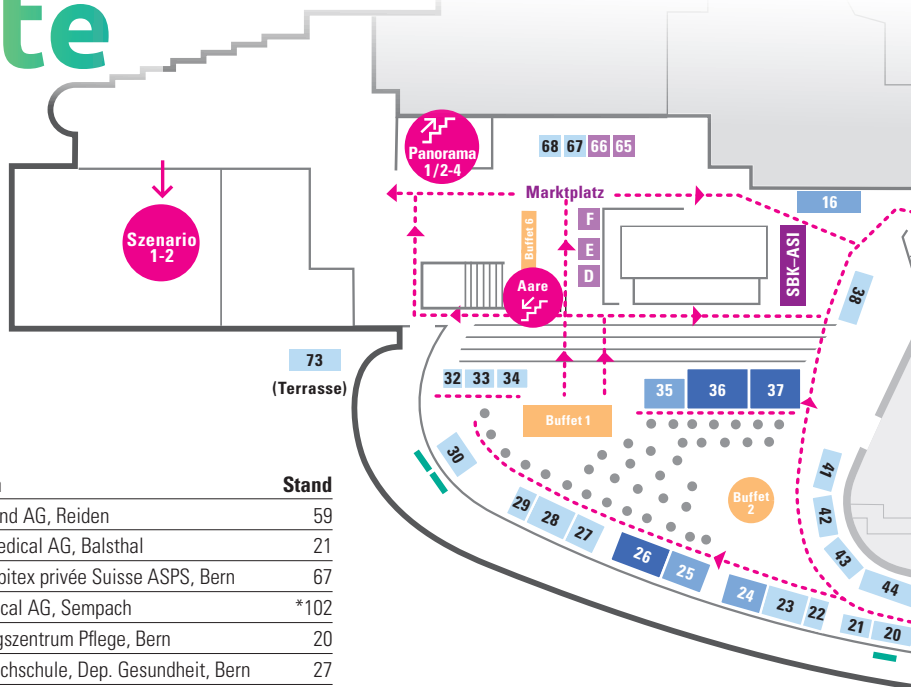 te
Panorama
1/2-4
68 67 66 65
Marktplatz
16
Szenario
1-2
Buffet 6
F
E
D
SBK–ASI
Aare
38
73
(Terrasse)
32 33 34
35 36 37
Buffet 1
30
41
Buffet
2
29 28 27
42
26 25
43
24 23 22
44
21 20
Stand
nd AG, Reiden 59
edical AG, Balsthal 21
pitex privée Suisse ASPS, Bern 67
cal AG, Sempach *102
gszentrum Pflege, Bern 20
chschule, Dep. Gesundheit, Bern 27